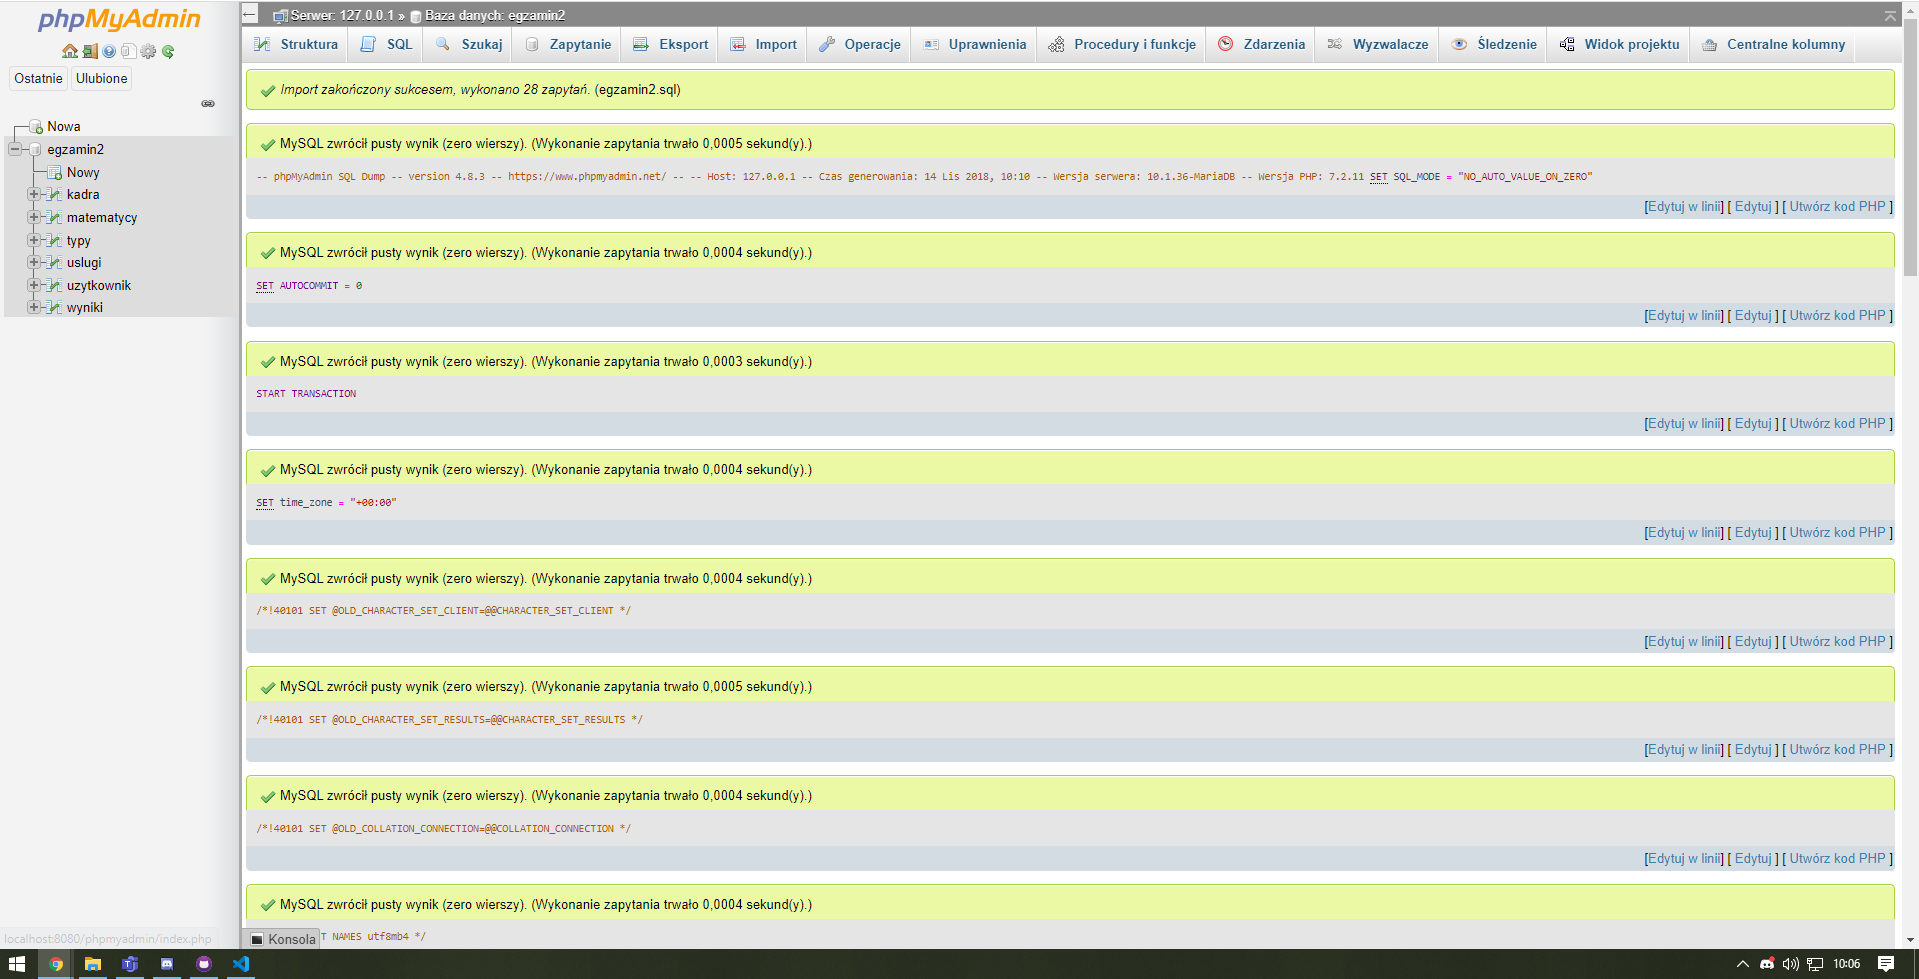 phpMyAdmin
Ostatnie Ulubione
Nowa
egzamin2
Nowy
kadra
matematycy
typy
uslugi
uzytkownik
wyniki
localhost:8080/phpmyadmin/index.php
Serwer: 127.0.0.1 » Baza danych: egzamin2
Struktura SQL Szukaj Zapytanie Eksport Import Operacje Uprawnienia Procedury i funkcje Zdarzenia Wyzwalacze Śledzenie Widok projektu Centralne kolumny
Import zakończony sukcesem, wykonano 28 zapytań. (egzamin2.sql)
MySQL zwrócił pusty wynik (zero wierszy). (Wykonanie zapytania trwało 0,0005 sekund(y).)
-- phpMyAdmin SQL Dump -- version 4.8.3 -- https://www.phpmyadmin.net/ -- -- Host: 127.0.0.1 -- Czas generowania: 14 Lis 2018, 10:10 -- Wersja serwera: 10.1.36-MariaDB -- Wersja PHP: 7.2.11 SET SQL_MODE = "NO_AUTO_VALUE_ON_ZERO"
[Edytuj w linii] [ Edytuj ] [ Utwórz kod PHP ]
MySQL zwrócił pusty wynik (zero wierszy). (Wykonanie zapytania trwało 0,0004 sekund(y).)
SET AUTOCOMMIT = 0
[Edytuj w linii] [ Edytuj ] [ Utwórz kod PHP ]
MySQL zwrócił pusty wynik (zero wierszy). (Wykonanie zapytania trwało 0,0003 sekund(y).)
START TRANSACTION
[Edytuj w linii] [ Edytuj ] [ Utwórz kod PHP ]
MySQL zwrócił pusty wynik (zero wierszy). (Wykonanie zapytania trwało 0,0004 sekund(y).)
SET time_zone = "+00:00"
[Edytuj w linii] [ Edytuj ] [ Utwórz kod PHP ]
MySQL zwrócił pusty wynik (zero wierszy). (Wykonanie zapytania trwało 0,0004 sekund(y).)
/*!40101 SET @OLD_CHARACTER_SET_CLIENT=@@CHARACTER_SET_CLIENT */
[Edytuj w linii] [ Edytuj ] [ Utwórz kod PHP ]
MySQL zwrócił pusty wynik (zero wierszy). (Wykonanie zapytania trwało 0,0005 sekund(y).)
/*!40101 SET @OLD_CHARACTER_SET_RESULTS=@@CHARACTER_SET_RESULTS */
[Edytuj w linii] [ Edytuj ] [ Utwórz kod PHP ]
MySQL zwrócił pusty wynik (zero wierszy). (Wykonanie zapytania trwało 0,0004 sekund(y).)
/*!40101 SET @OLD_COLLATION_CONNECTION=@@COLLATION_CONNECTION */
[Edytuj w linii] [ Edytuj ] [ Utwórz kod PHP ]
MySQL zwrócił pusty wynik (zero wierszy). (Wykonanie zapytania trwało 0,0004 sekund(y).)
Konsola T NAMES utf8mb4 */
10:06